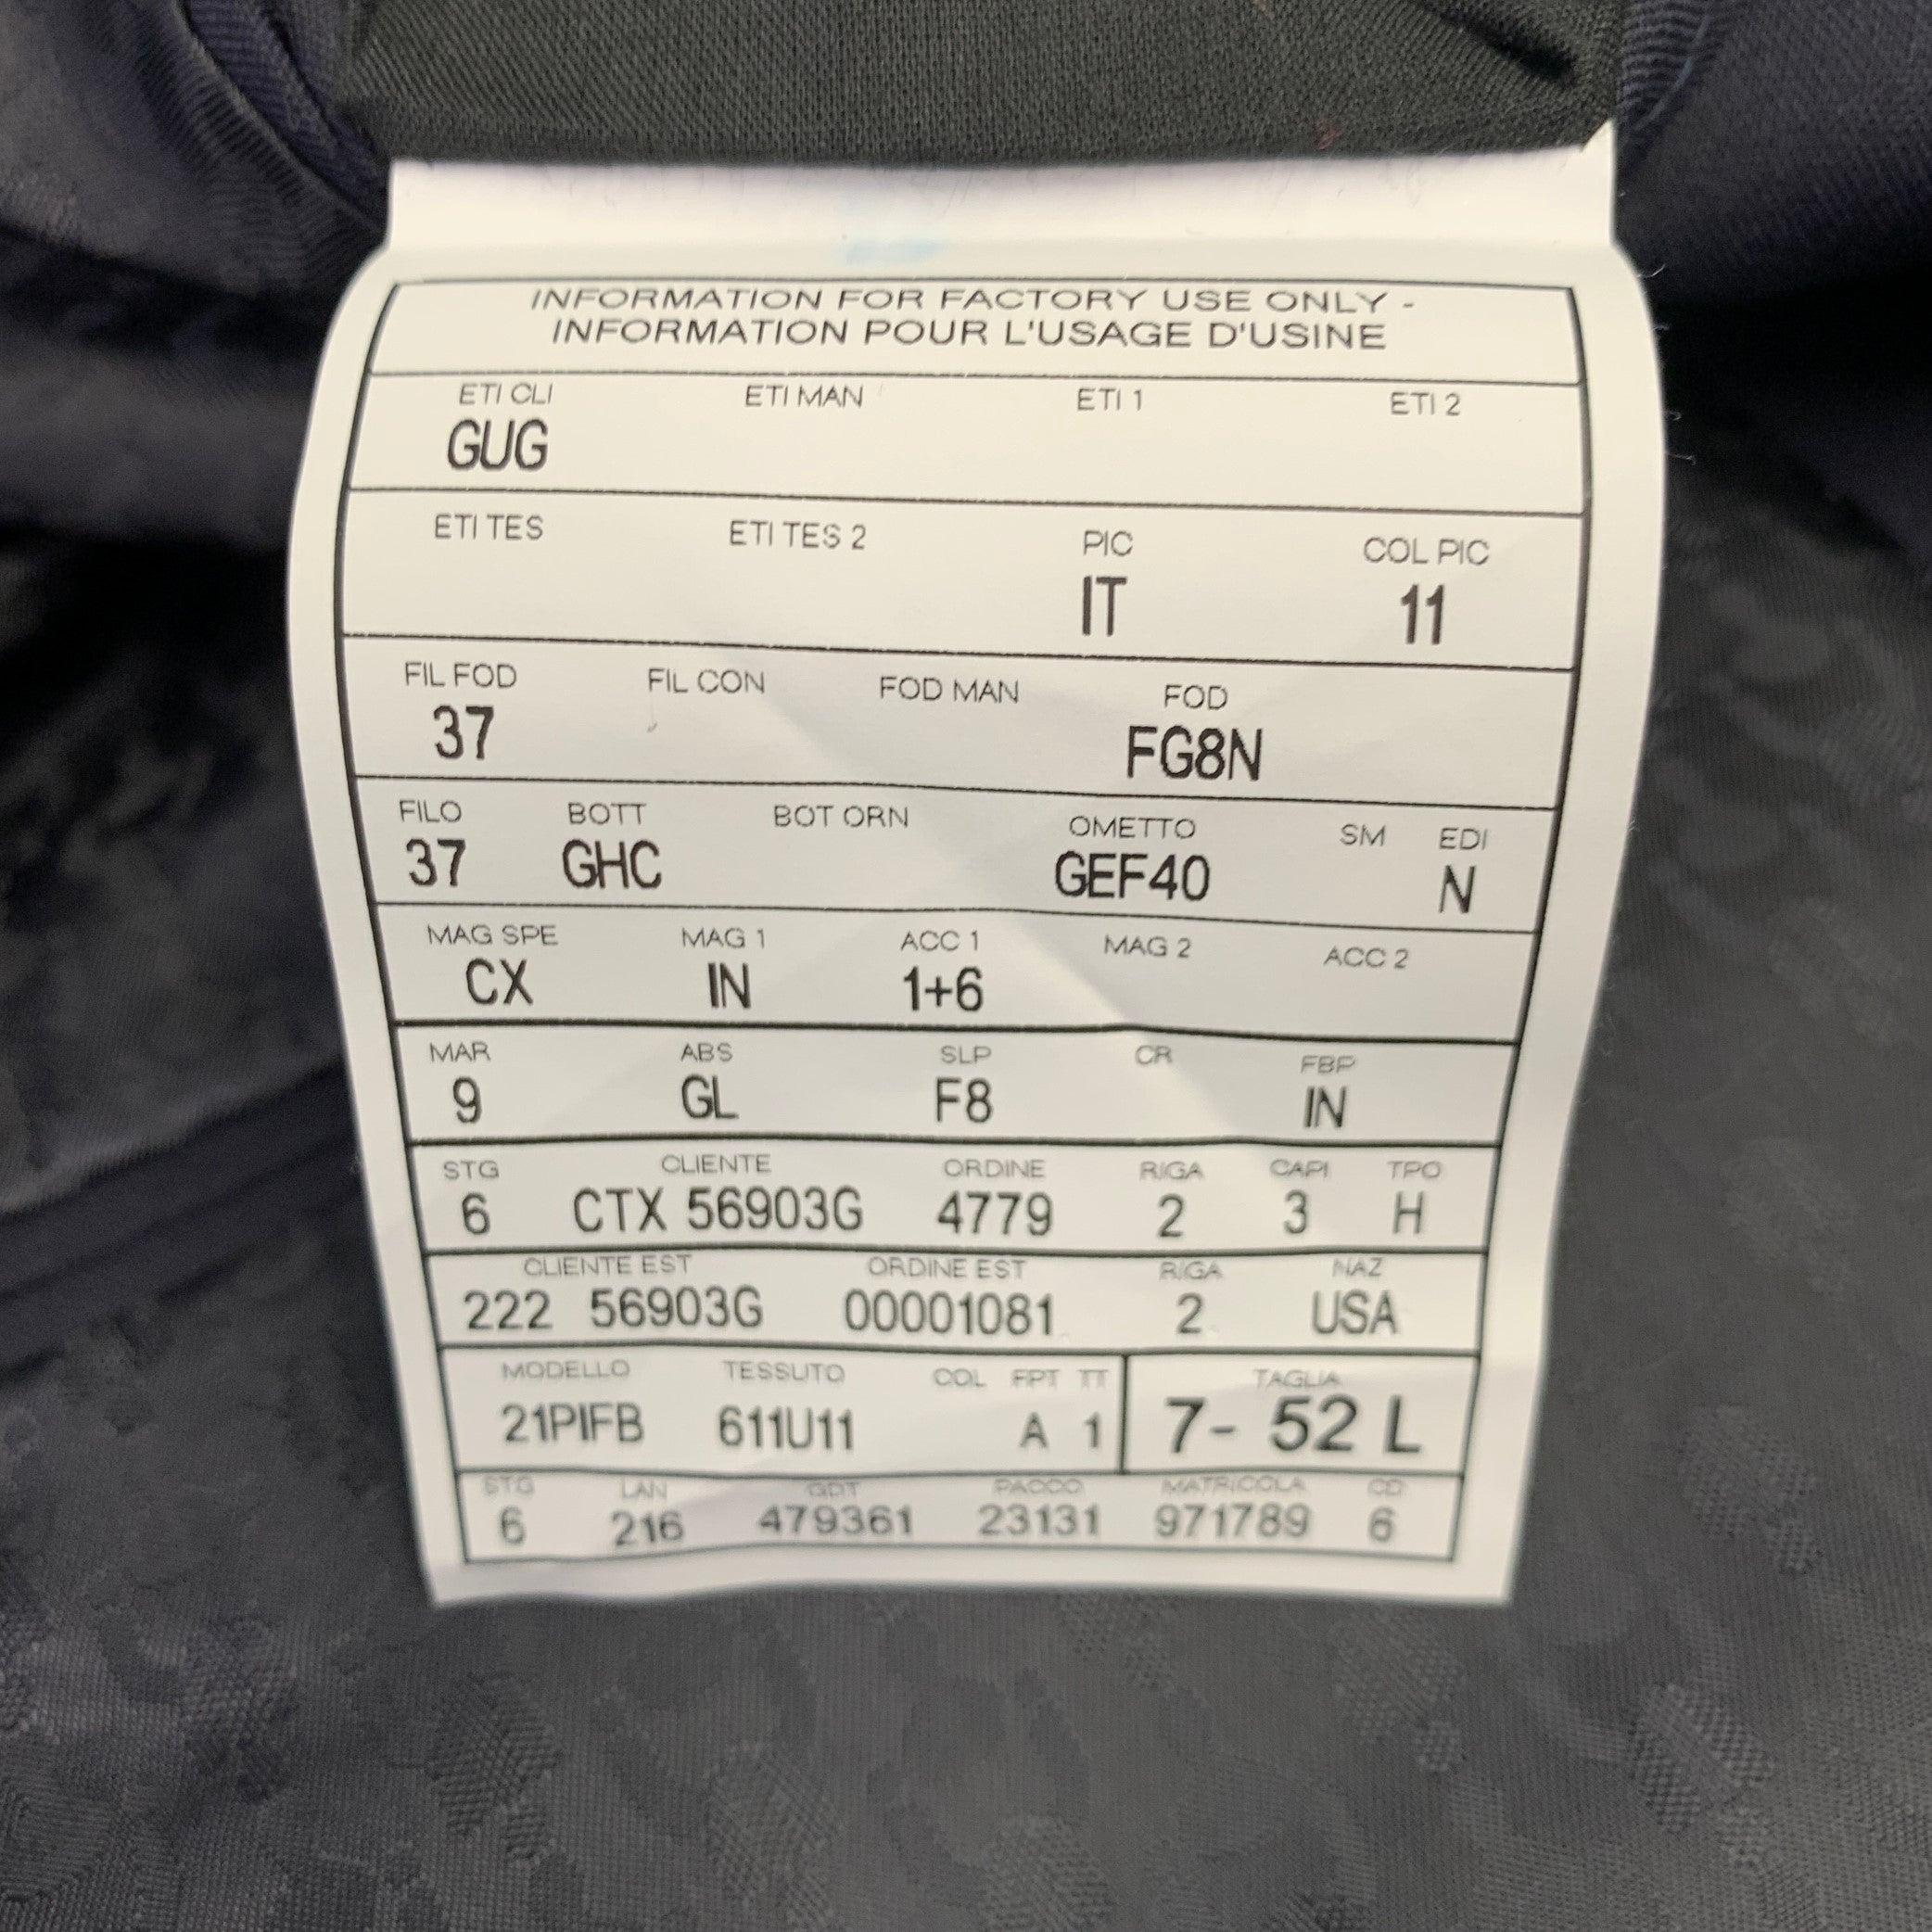 INFORMATION FOR FACTORY USE ONLY -
INFORMATION POUR L'USAGE D'USINE
ETI CLI ETI MAN ETI 1 ETI 2
GUG
ETI TES ETI TES 2 PIC COL PIC
IT 11
FIL FOD FIL CON FOD MAN FOD
37 FG8N
FILO BOTT BOT ORN OMETTO SM EDI
37 GHC GEF40 N
MAG SPE MAG 1 ACC 1 MAG 2 ACC 2
CX IN 1+6
MAR ABS SLP CR FBP
9 GL F8 IN
STG CLIENTE ORDINE RIGA CAPI TPO
6 CTX 56903G 4779 2 3 H
CLIENTE EST ORDINE EST RIGA NAZ
222 56903G 00001081 2 USA
MODELLO TESSUTO COL FPT TT TAGLIA
21PIFB 611U11 A 1 7- 52 L
STG LAN GDT PACCO MATRICOLA CD
6 216 479361 23131 971789 6